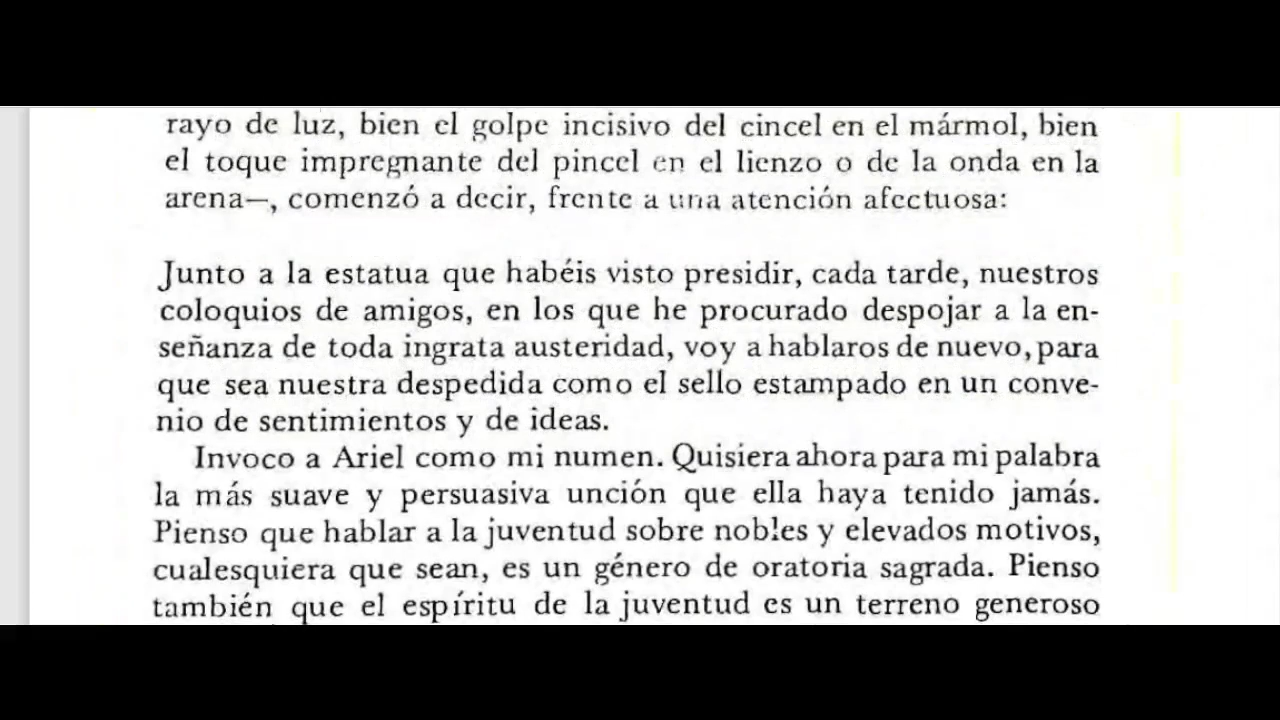 rayo de luz, bien el golpe incisivo del cincel en el mármol, bien
el toque impregnante del pincel en el lienzo o de la onda en la
arena—, comenzó a decir, frente a una atención afectuosa:
Junto a la estatua que habéis visto presidir, cada tarde, nuestros
coloquios de amigos, en los que he procurado despojar a la en-
señanza de toda ingrata austeridad, voy a hablaros de nuevo, para
que sea nuestra despedida como el sello estampado en un conve-
nio de sentimientos y de ideas.
Invoco a Ariel como mi numen. Quisiera ahora para mi palabra
la más suave y persuasiva unción que ella haya tenido jamás.
Pienso que hablar a la juventud sobre nobles y elevados motivos,
cualesquiera que sean, es un género de oratoria sagrada. Pienso
también que el espíritu de la juventud es un terreno generoso